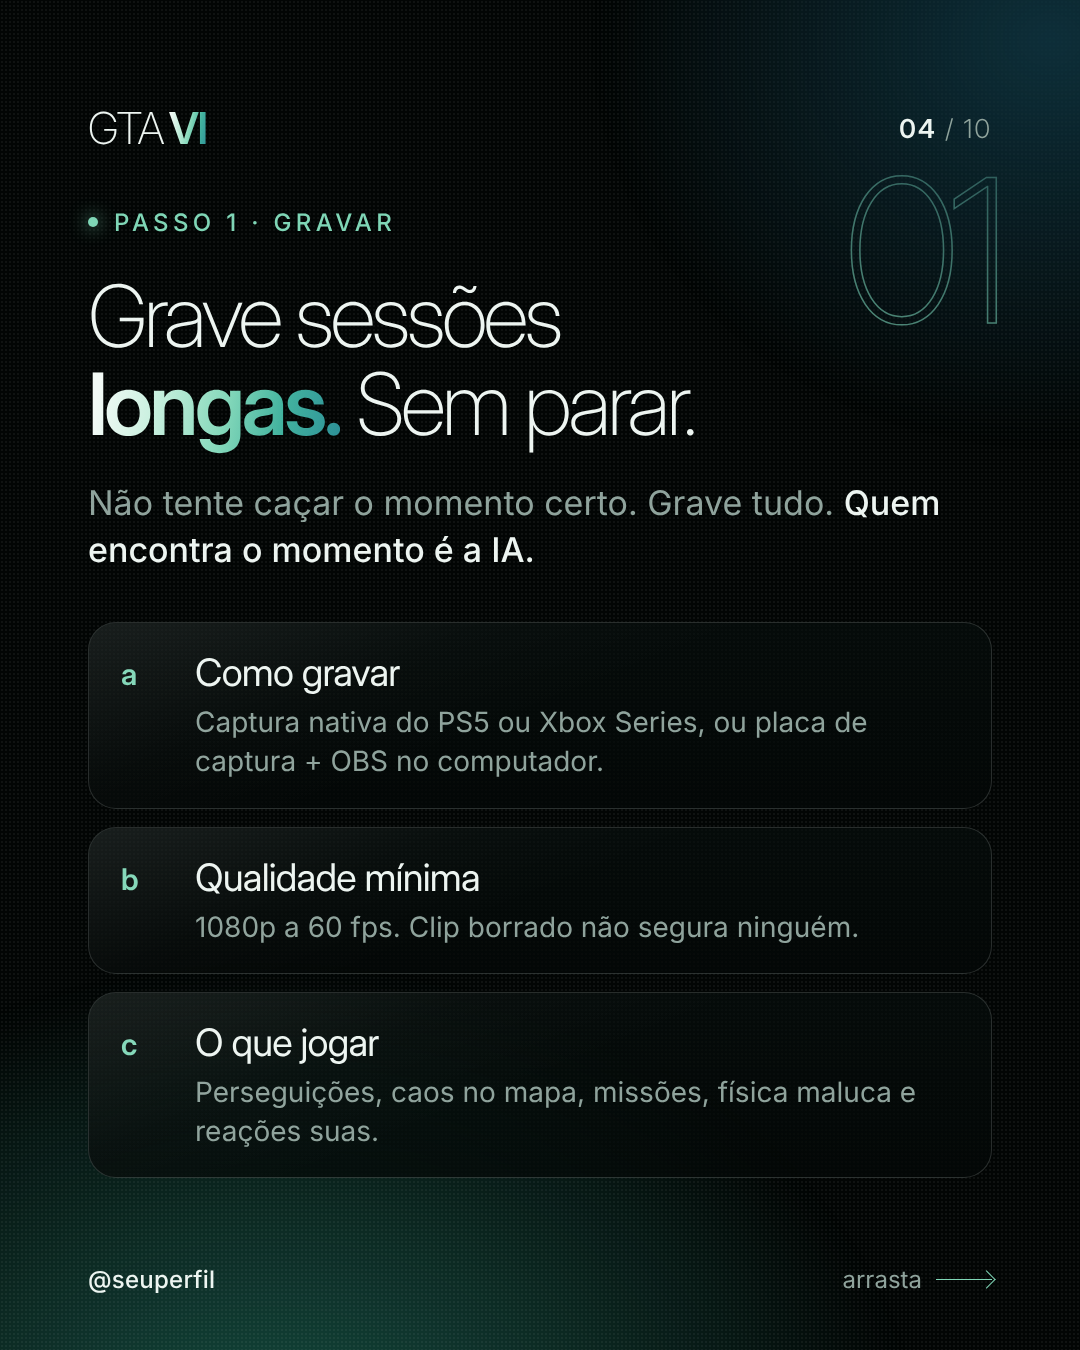 GTA VI
04 / 10
01
PASSO 1 · GRAVAR
Grave sessões
longas. Sem parar.
Não tente caçar o momento certo. Grave tudo. Quem
encontra o momento é a IA.
a
Como gravar
Captura nativa do PS5 ou Xbox Series, ou placa de
captura + OBS no computador.
b
Qualidade mínima
1080p a 60 fps. Clip borrado não segura ninguém.
c
O que jogar
Perseguições, caos no mapa, missões, física maluca e
reações suas.
@seuperfil
arrasta